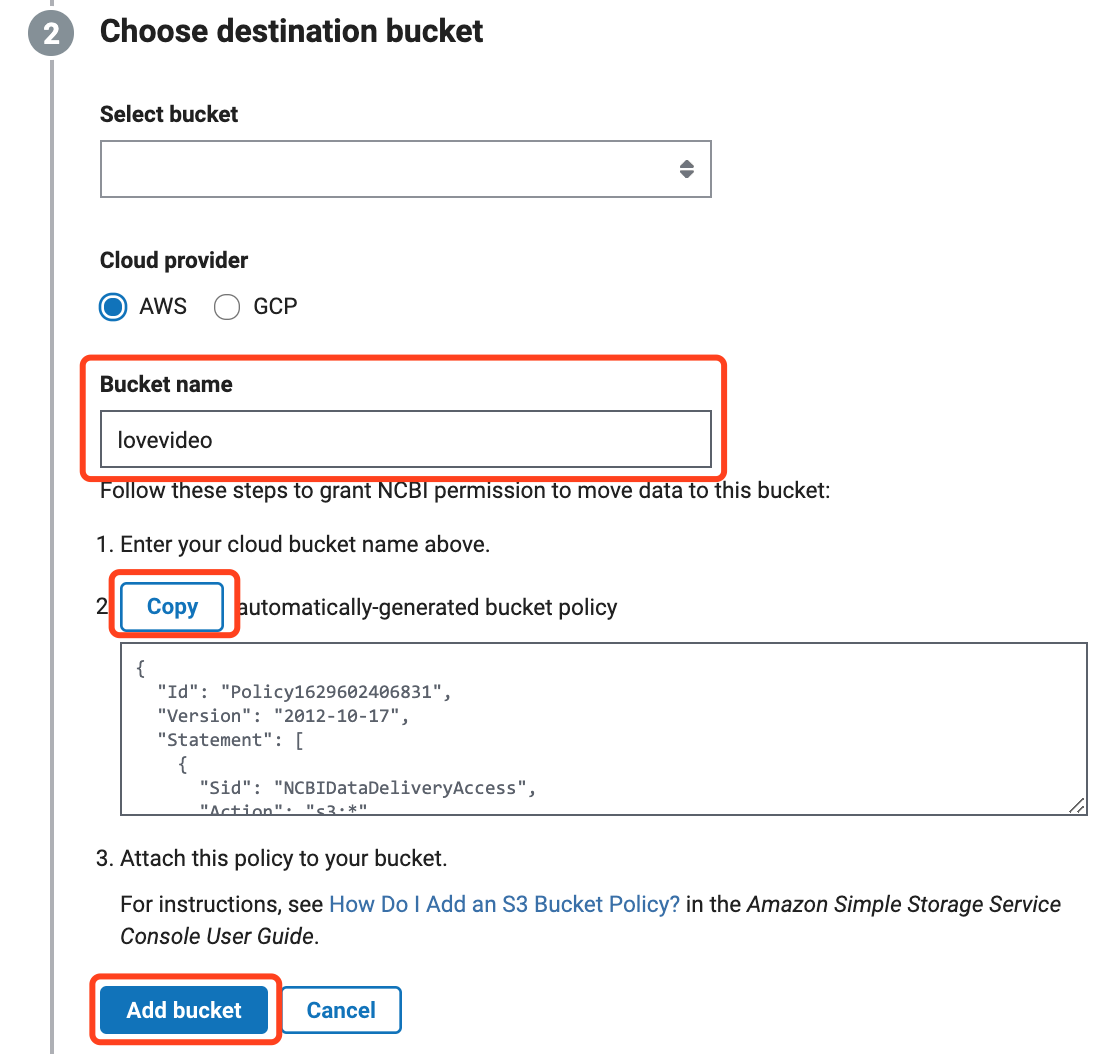 2 Choose destination bucket
Select bucket
Cloud provider
AWS GCP
Bucket name
lovevideo
Follow these steps to grant NCBI permission to move data to this bucket:
1. Enter your cloud bucket name above.
2 Copy automatically-generated bucket policy
{
"Id": "Policy1629602406831",
"Version": "2012-10-17",
"Statement": [
{
"Sid": "NCBIDataDeliveryAccess",
"Action": "s3:*"
3. Attach this policy to your bucket.
For instructions, see How Do I Add an S3 Bucket Policy? in the Amazon Simple Storage Service
Console User Guide.
Add bucket Cancel